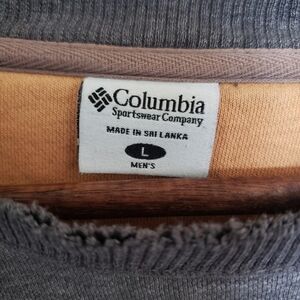 Columbia
Sportswear Company
MADE IN SRI LANKA
L
MEN'S